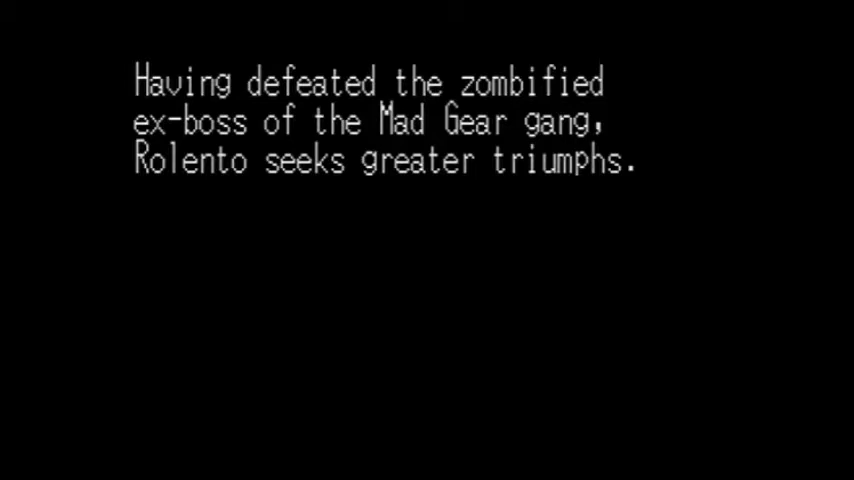 Having defeated the zombified
ex-boss of the Mad Gear gang,
Rolento seeks greater triumphs.